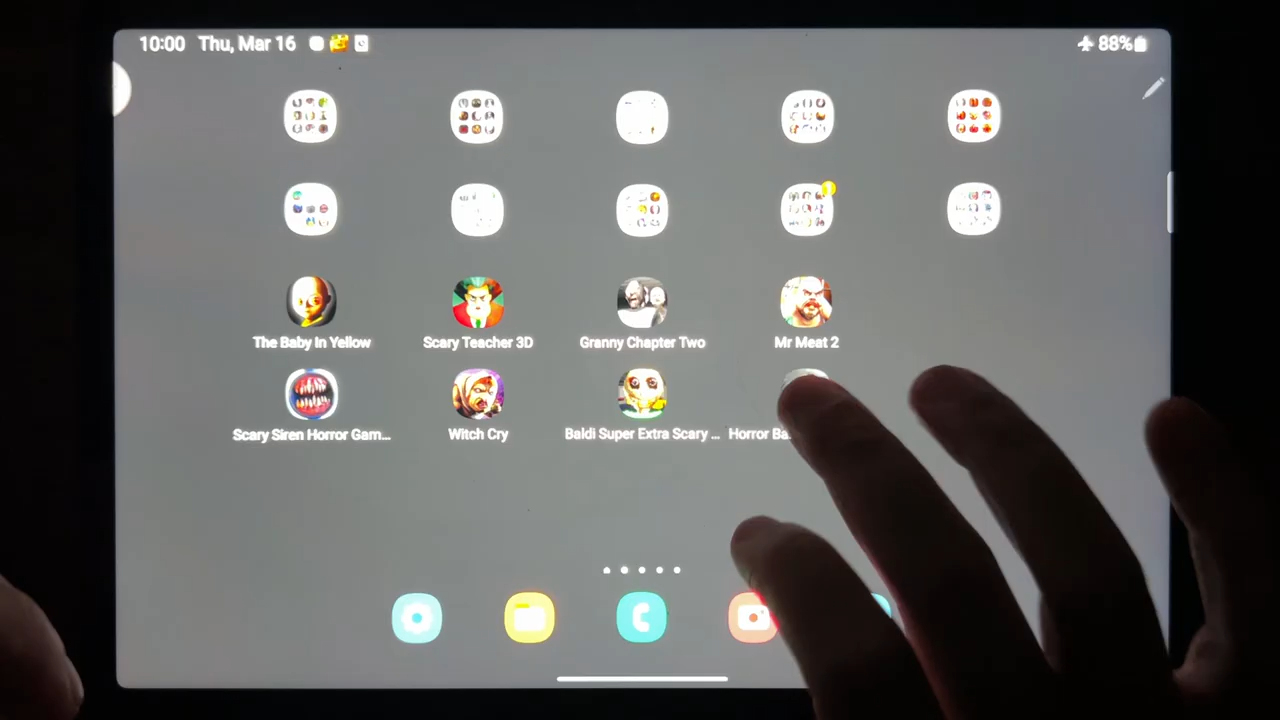 10:00 Thu, Mar 16 88%
The Baby In Yellow Scary Teacher 3D Granny Chapter Two Mr Meat 2
Scary Siren Horror Gam... Witch Cry Baldi Super Extra Scary ... Horror